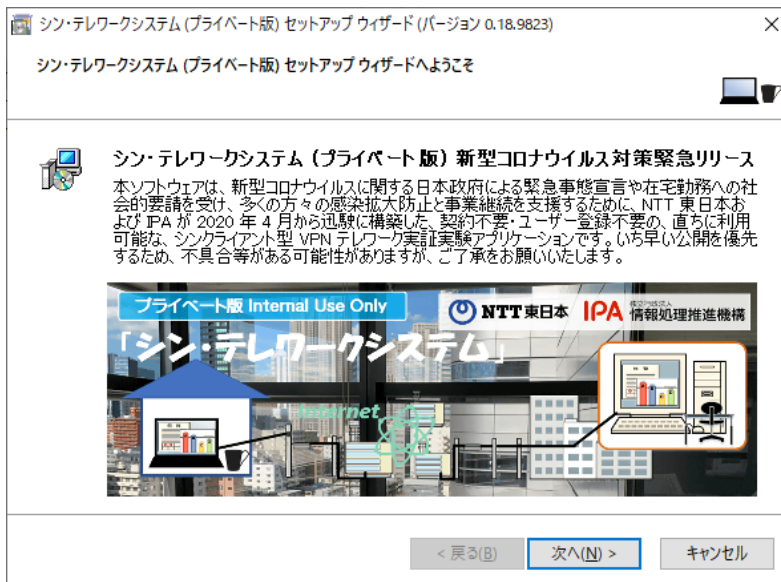 シン・テレワークシステム (プライベート版) セットアップ ウィザード (バージョン 0.18.9823)
シン・テレワークシステム (プライベート版) セットアップ ウィザードへようこそ
シン・テレワークシステム (プライベート版) 新型コロナウイルス対策緊急リリース
本ソフトウェアは、新型コロナウイルスに関する日本政府による緊急事態宣言や在宅勤務への社
会的要請を受け、多くの方々の感染拡大防止と事業継続を支援するために、NTT 東日本お
よび IPA が 2020 年 4 月から迅駛に構築した、契約不要・ユーザー登録不要の、直ちに利用
可能な、シンクライアント型 VPN テレワーク実証実験アプリケーションです。いち早い公開を優先
するため、不具合等がある可能性がありますが、ご了承をお願いいたします。
プライベート版 Internal Use Only
NTT東日本
IPA 独立行政法人
情報処理推進機構
「シン・テレワークシステム」
Internet
< 戻る(B)
次へ(N) >
キャンセル